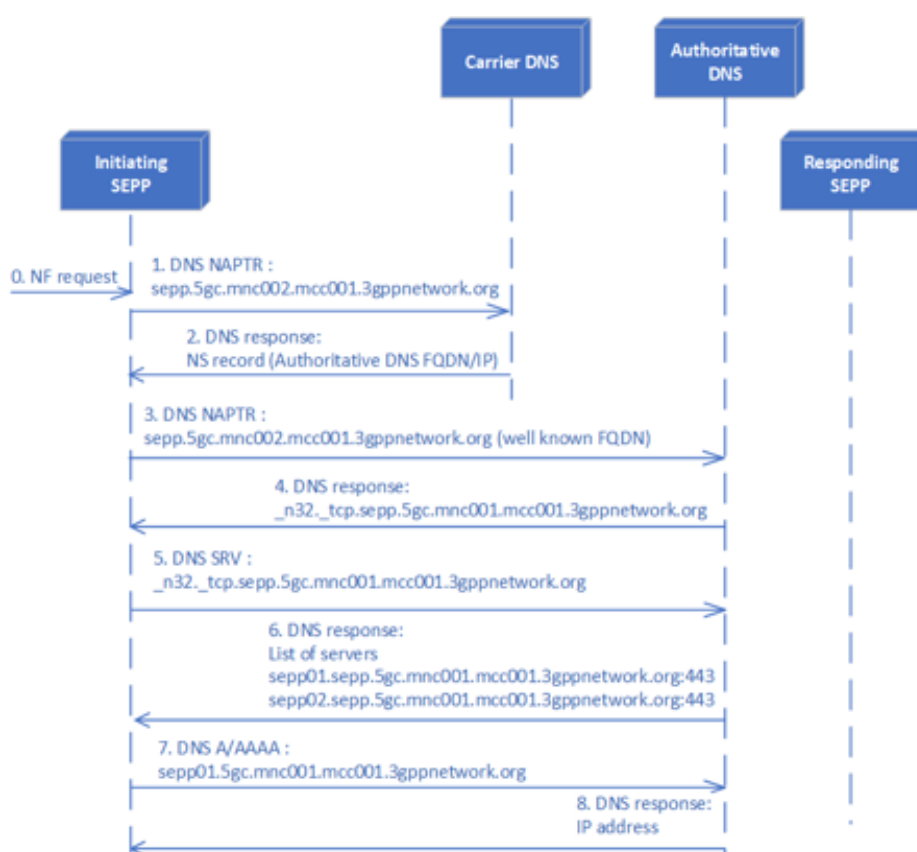 Carrier DNS
Authoritative
DNS
Initiating
SEPP
Responding
SEPP
0. NF request
1. DNS NAPTR :
sepp.5gc.mnc002.mcc001.3gppnetwork.org
2. DNS response:
NS record (Authoritative DNS FQDN/IP)
3. DNS NAPTR :
sepp.5gc.mnc002.mcc001.3gppnetwork.org (well known FQDN)
4. DNS response:
_n32._tcp.sepp.5gc.mnc001.mcc001.3gppnetwork.org
5. DNS SRV :
_n32._tcp.sepp.5gc.mnc001.mcc001.3gppnetwork.org
6. DNS response:
List of servers
sepp01.sepp.5gc.mnc001.mcc001.3gppnetwork.org:443
sepp02.sepp.5gc.mnc001.mcc001.3gppnetwork.org:443
7. DNS A/AAAA :
sepp01.5gc.mnc001.mcc001.3gppnetwork.org
8. DNS response:
IP address